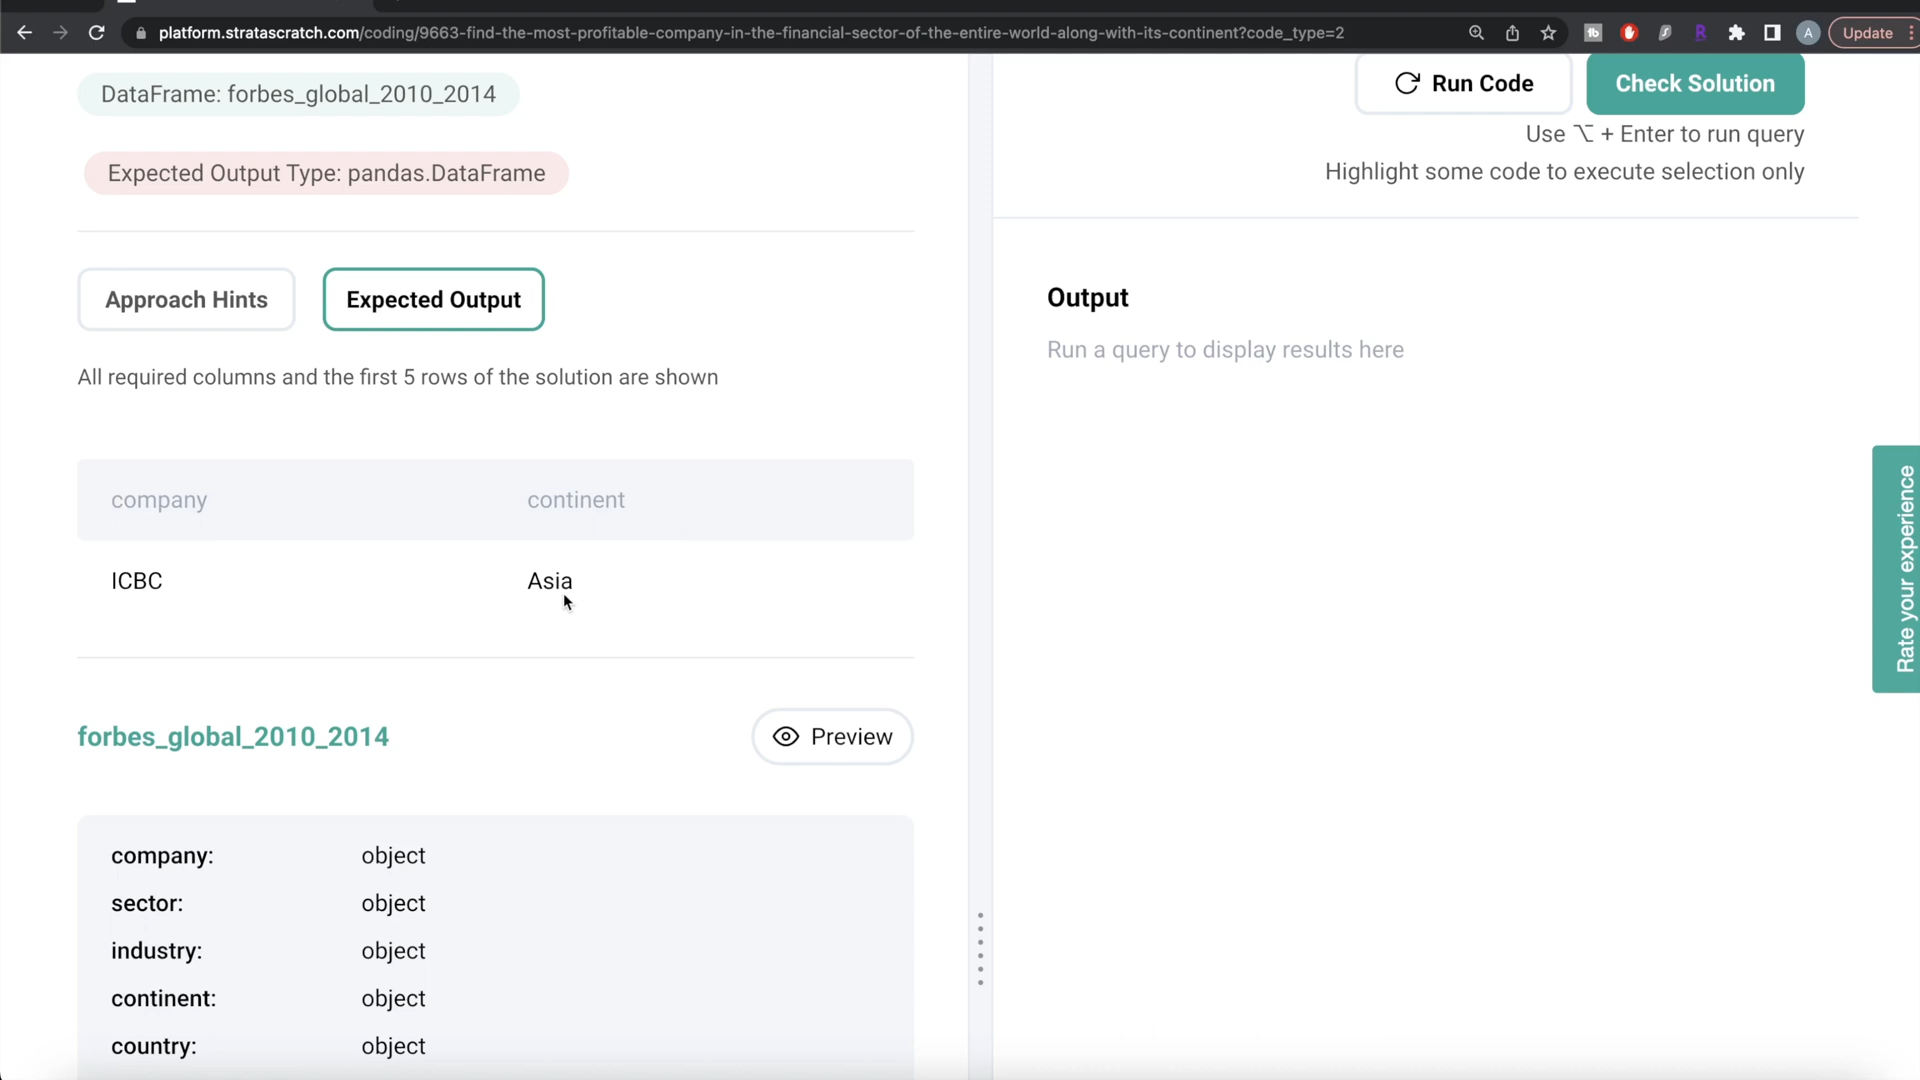 platform.stratascratch.com/coding/9663-find-the-most-profitable-company-in-the-financial-sector-of-the-entire-world-along-with-its-continent?code_type=2
A
Update
DataFrame: forbes_global_2010_2014
Expected Output Type: pandas.DataFrame
Approach Hints
Expected Output
All required columns and the first 5 rows of the solution are shown
company continent
ICBC Asia
forbes_global_2010_2014
Preview
company: object
sector: object
industry: object
continent: object
country: object
Run Code
Check Solution
Use ⌥ + Enter to run query
Highlight some code to execute selection only
Output
Run a query to display results here
Rate your experience